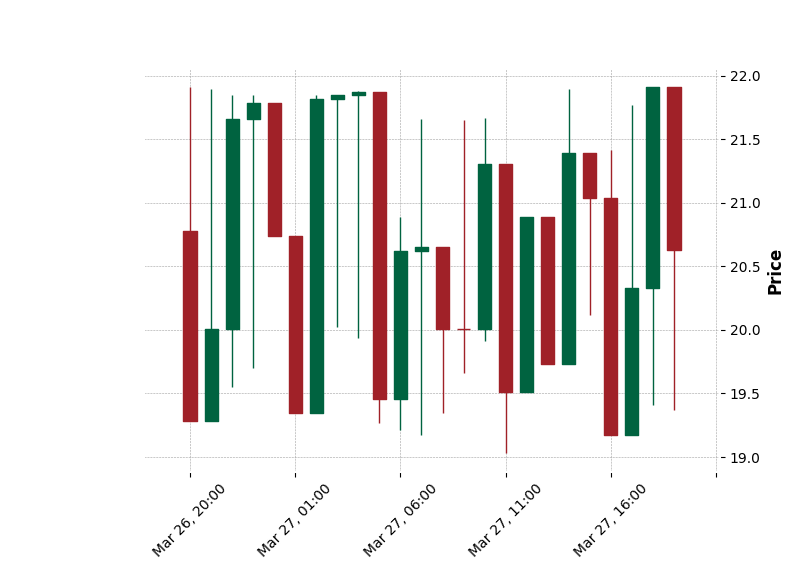 22.0
21.5
21.0
20.5
20.0
19.5
19.0
Price
Mar 26, 20:00
Mar 27, 01:00
Mar 27, 06:00
Mar 27, 11:00
Mar 27, 16:00